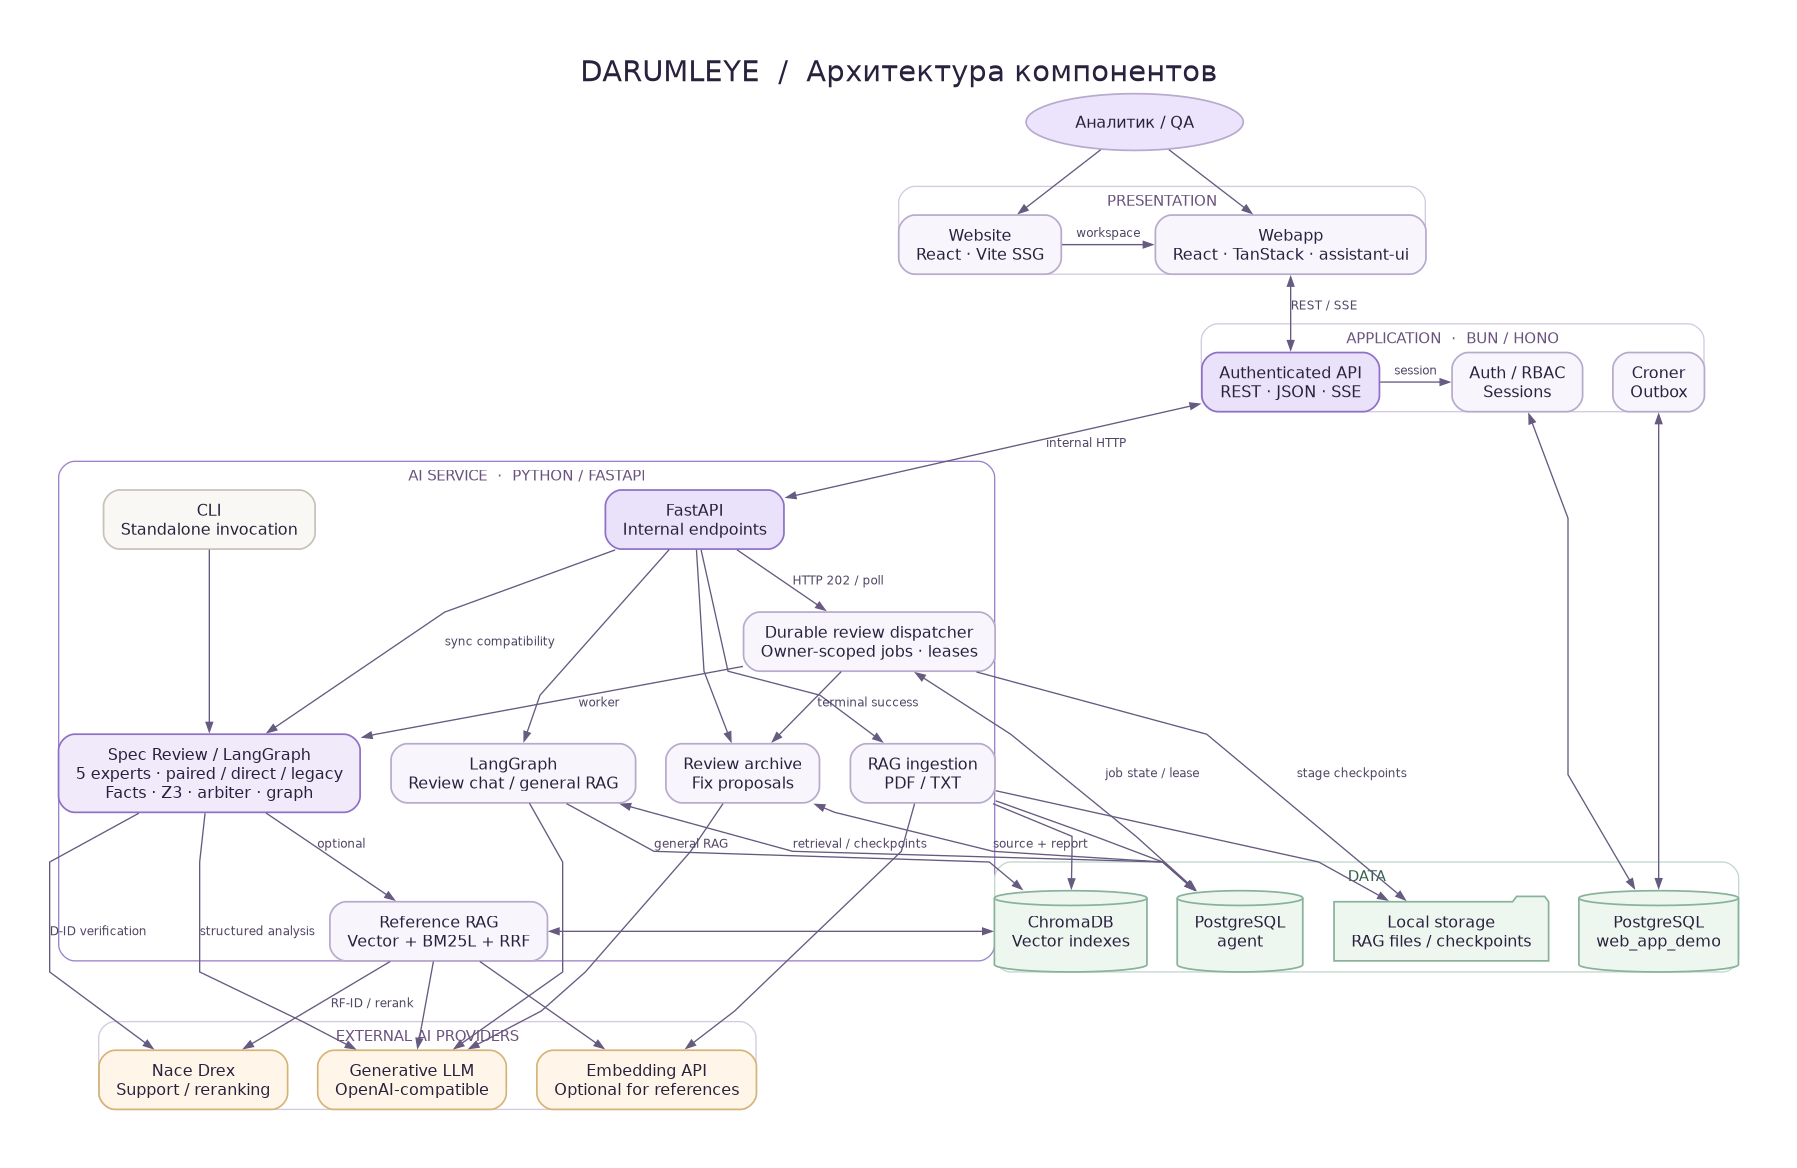 DARUMLEYE / Архитектура компонентов
Аналитик / QA
PRESENTATION
Website
React · Vite SSG
workspace
Webapp
React · TanStack · assistant-ui
REST / SSE
APPLICATION · BUN / HONO
Authenticated API
REST · JSON · SSE
session
Auth / RBAC
Sessions
Croner
Outbox
internal HTTP
AI SERVICE · PYTHON / FASTAPI
CLI
Standalone invocation
FastAPI
Internal endpoints
HTTP 202 / poll
sync compatibility
Durable review dispatcher
Owner-scoped jobs · leases
worker
terminal success
Spec Review / LangGraph
5 experts · paired / direct / legacy
Facts · Z3 · arbiter · graph
LangGraph
Review chat / general RAG
Review archive
Fix proposals
RAG ingestion
PDF / TXT
job state / lease
stage checkpoints
optional
general RAG
retrieval / checkpoints
source + report
DATA
D-ID verification
structured analysis
Reference RAG
Vector + BM25L + RRF
ChromaDB
Vector indexes
PostgreSQL
agent
Local storage
RAG files / checkpoints
PostgreSQL
web_app_demo
RF-ID / rerank
EXTERNAL AI PROVIDERS
Nace Drex
Support / reranking
Generative LLM
OpenAI-compatible
Embedding API
Optional for references